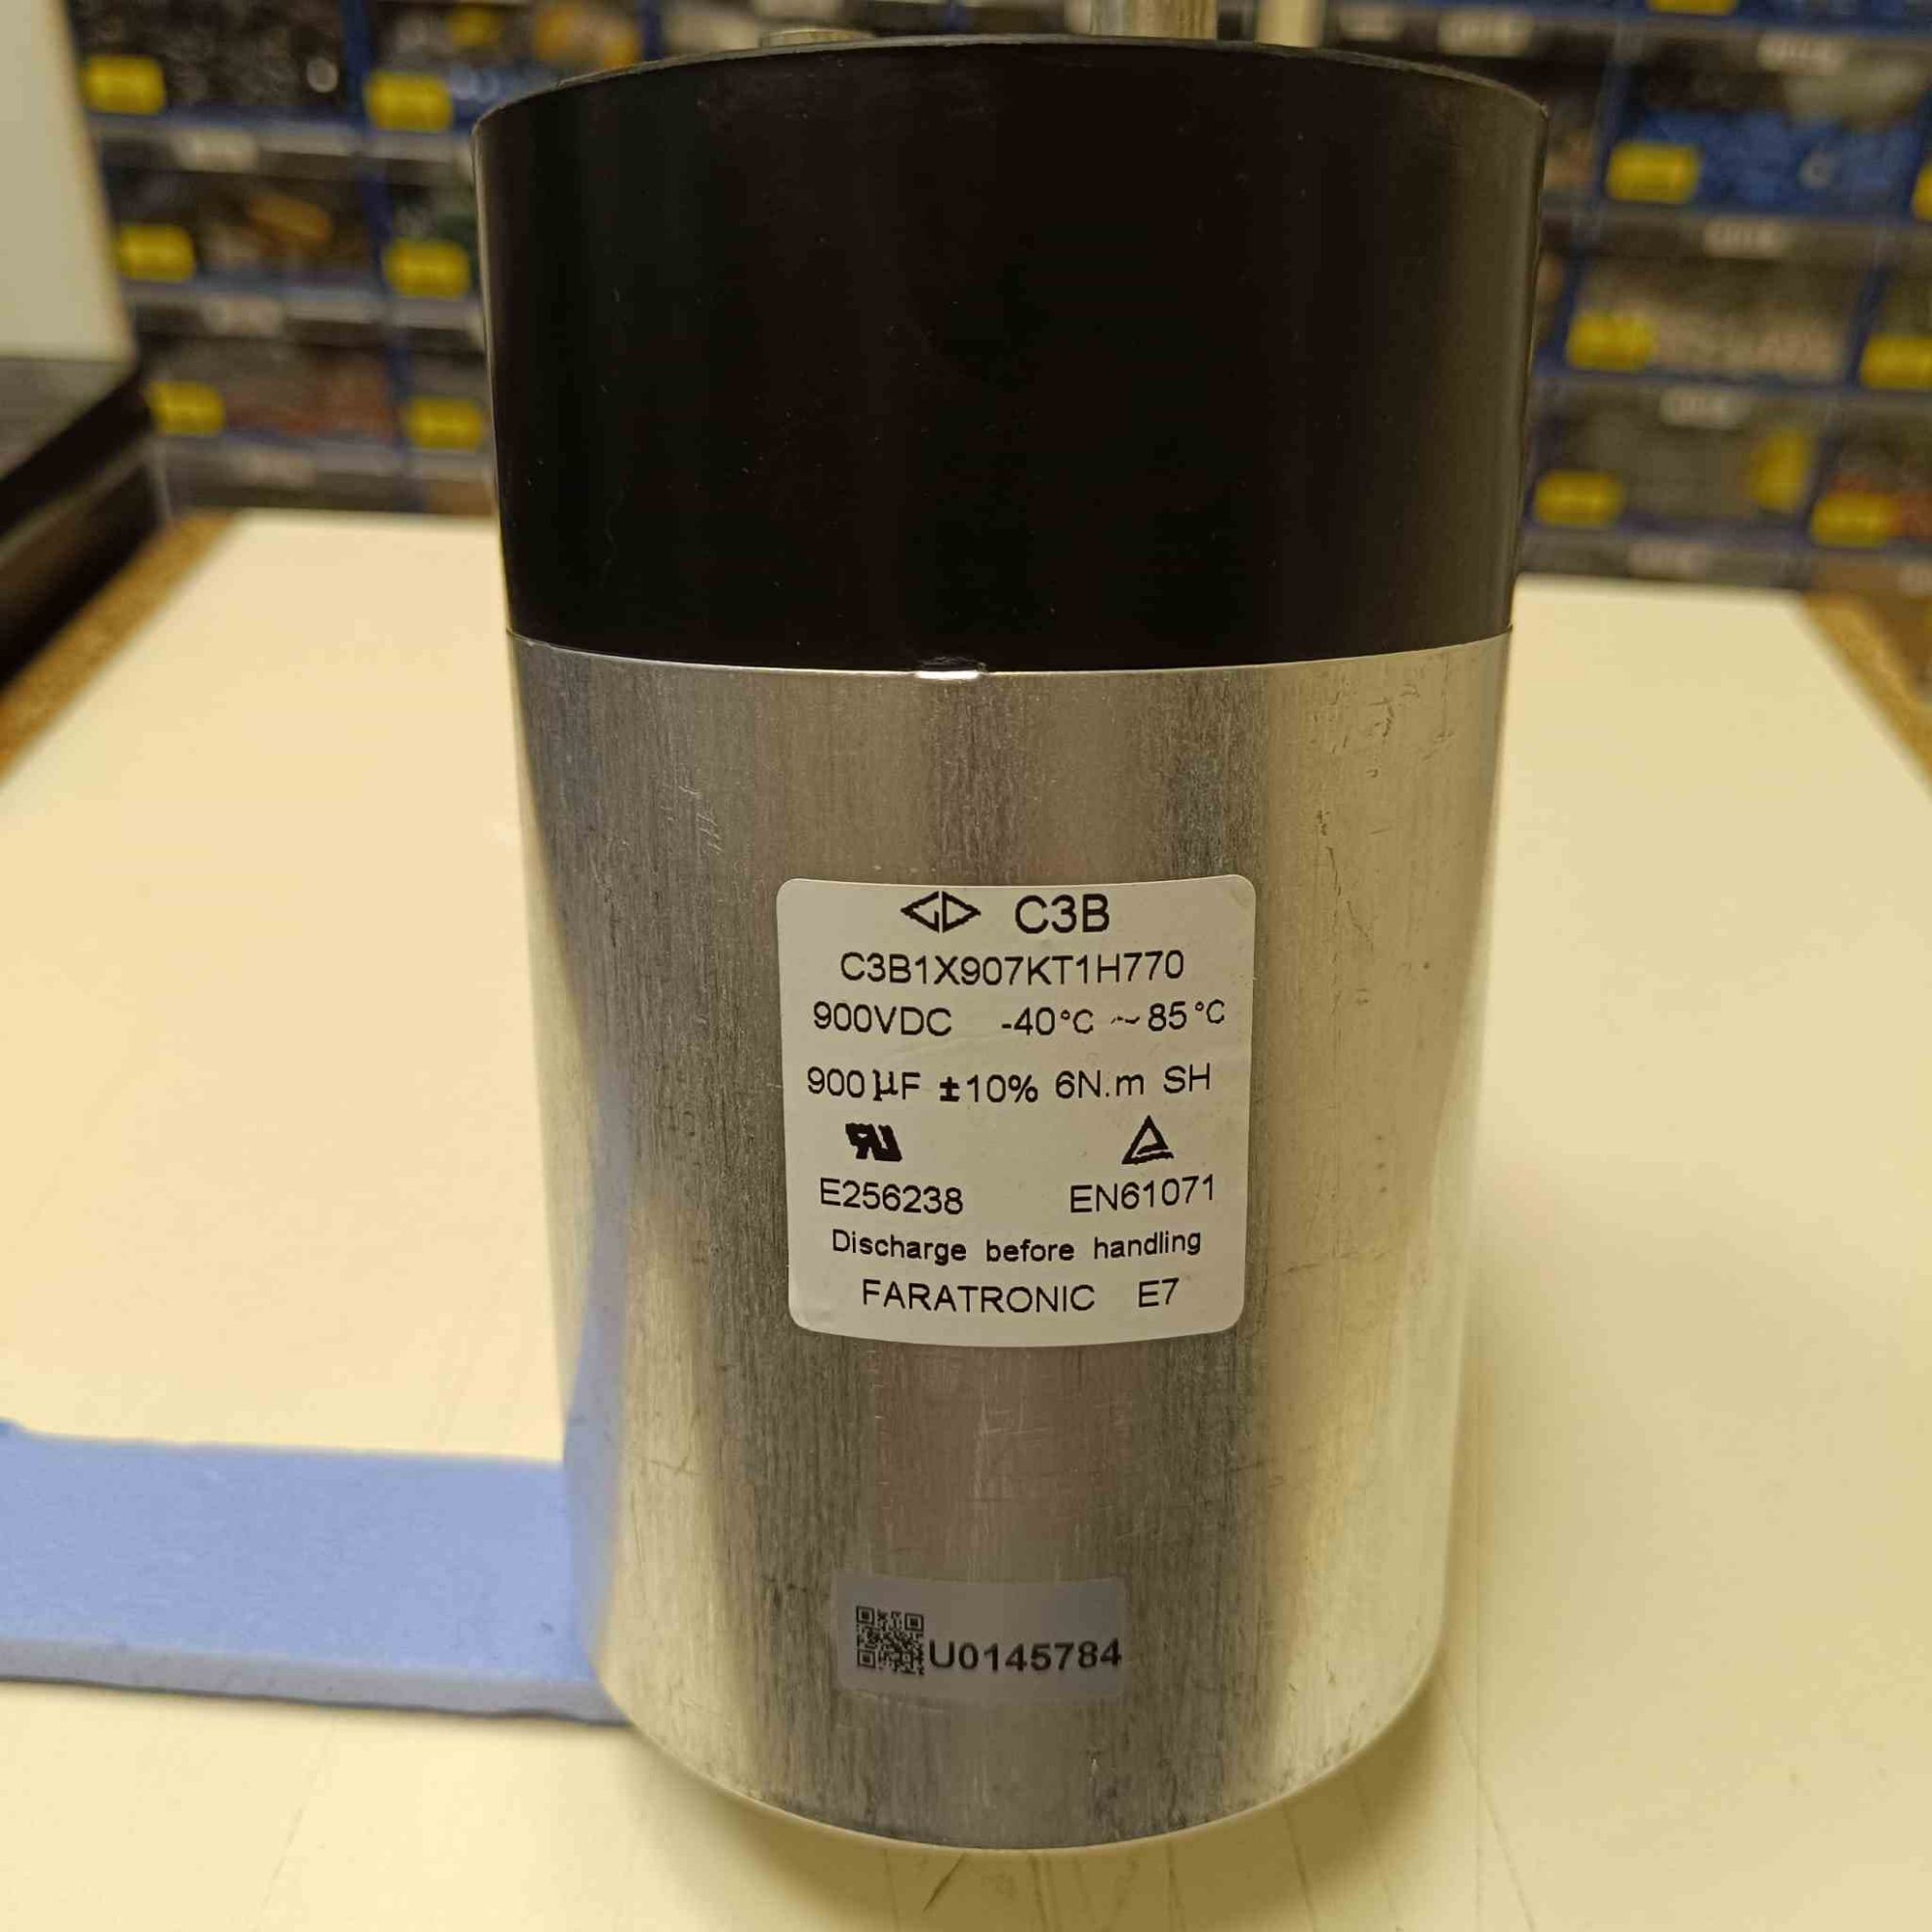 C3B
C3B1X907KT1H770
900VDC -40°C ~85°C
900μF ±10% 6N.m SH
E256238 EN61071
Discharge before handling
FARATRONIC E7
U0145784